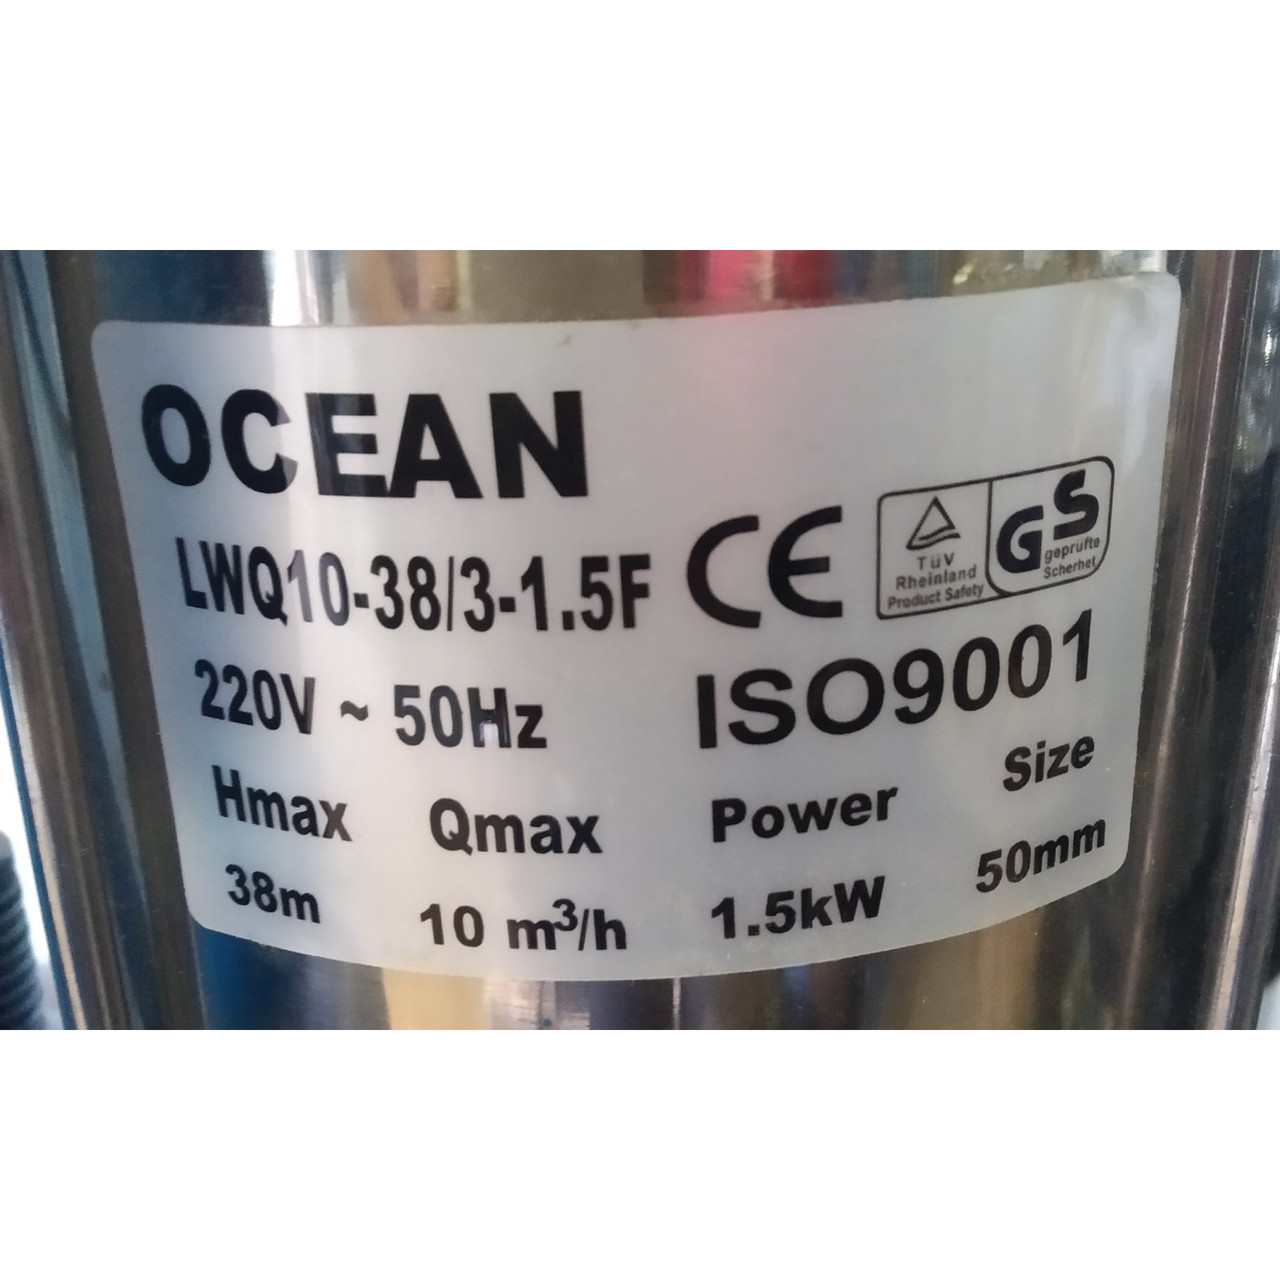 OCEAN
LWQ10-38/3-1.5F
CE
TÜV
Rheinland
Product Safety
GS
geprüfte
Scherhet
220V ~ 50Hz
ISO9001
Hmax Qmax Power Size
38m 10 m³/h 1.5kW 50mm